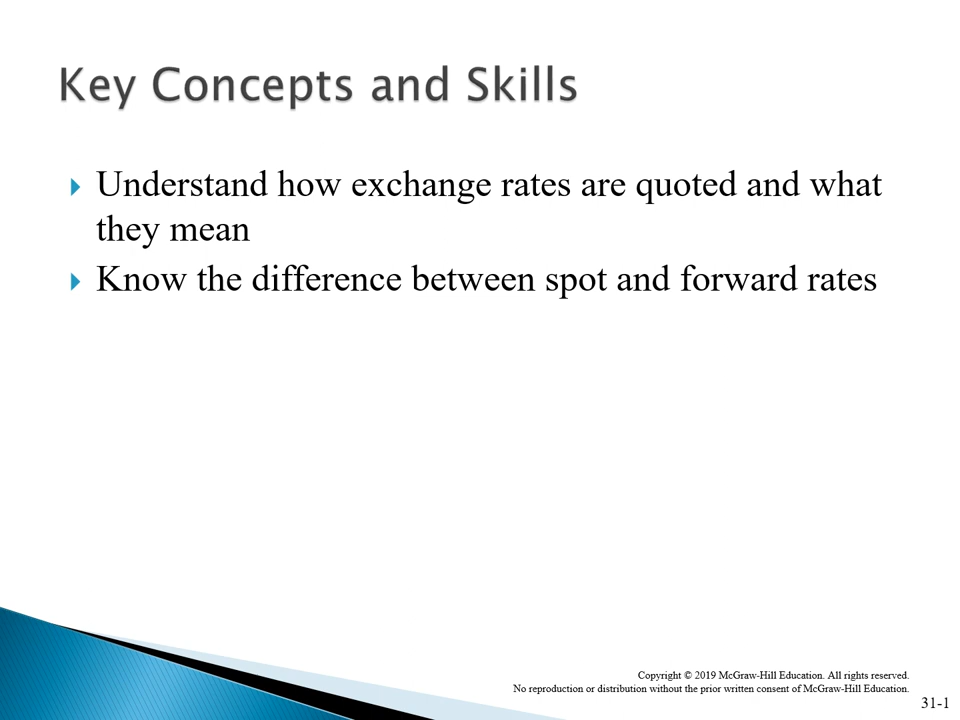 Key Concepts and Skills
Understand how exchange rates are quoted and what
they mean
Know the difference between spot and forward rates
Copyright © 2019 McGraw-Hill Education. All rights reserved.
No reproduction or distribution without the prior written consent of McGraw-Hill Education.
31-1